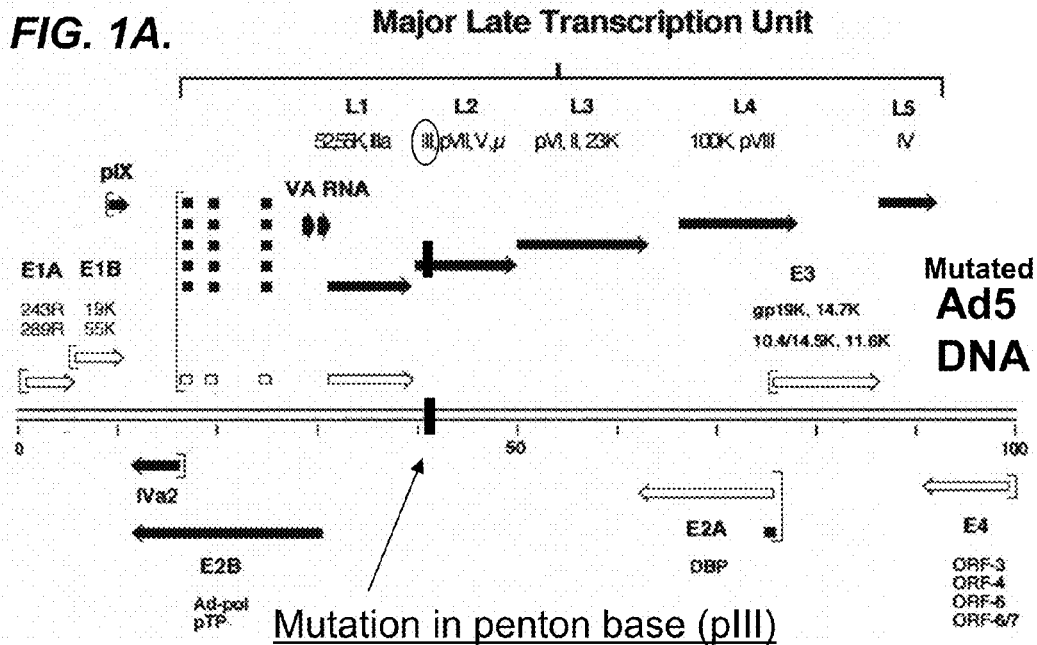 FIG. 1A.
Major Late Transcription Unit
L1 L2 L3 L4 L5
52,55K, IIIa III, pVII, V, µ pVI, II, 23K 100K, pVIII IV
pIX
VA RNA
E1A E1B
243R 19K
289R 55K
E3
gp19K, 14.7K
10.4/14.5K, 11.6K
Mutated
Ad5
DNA
0 50 100
IVa2
E2B
Ad-pol
pTP
E2A
DBP
E4
ORF-3
ORF-4
ORF-6
ORF-6/7
Mutation in penton base (pIII)